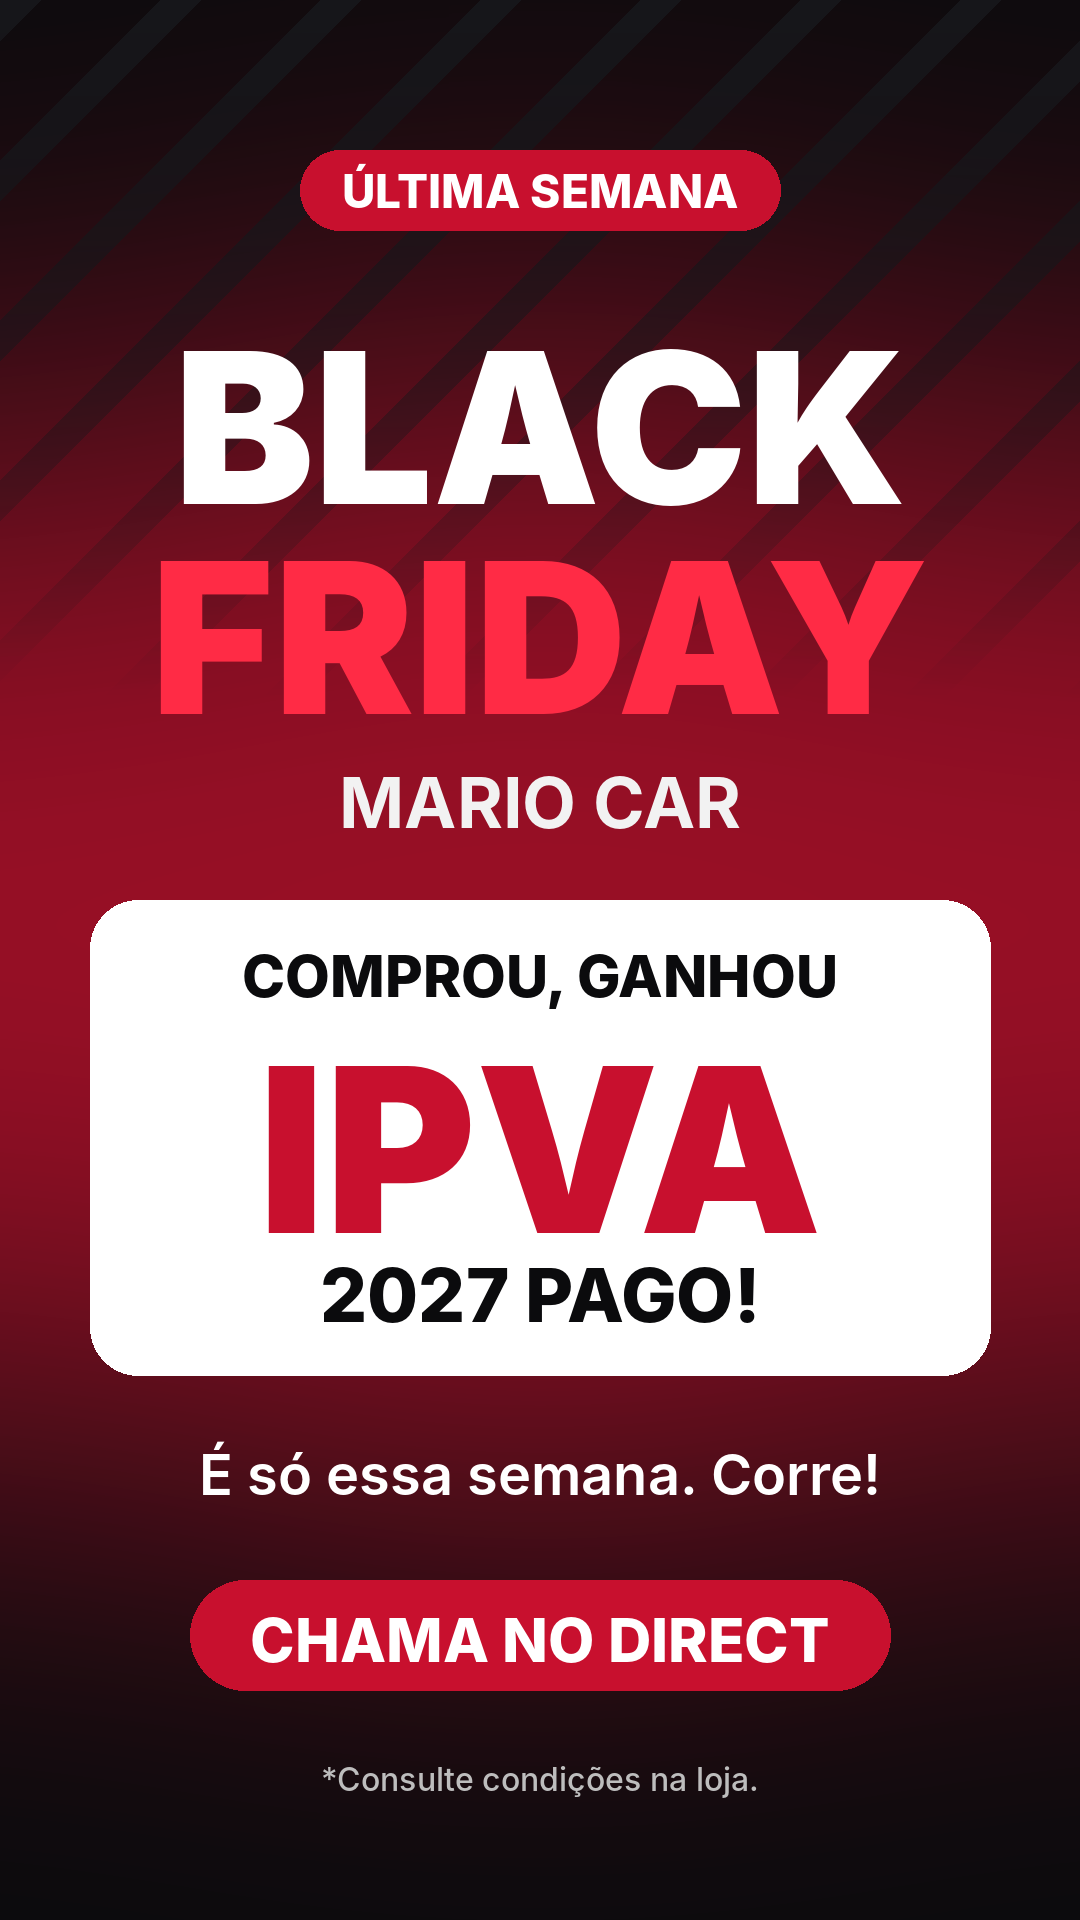 ÚLTIMA SEMANA
BLACK
FRIDAY
MARIO CAR
COMPROU, GANHOU
IPVA
2027 PAGO!
É só essa semana. Corre!
CHAMA NO DIRECT
*Consulte condições na loja.